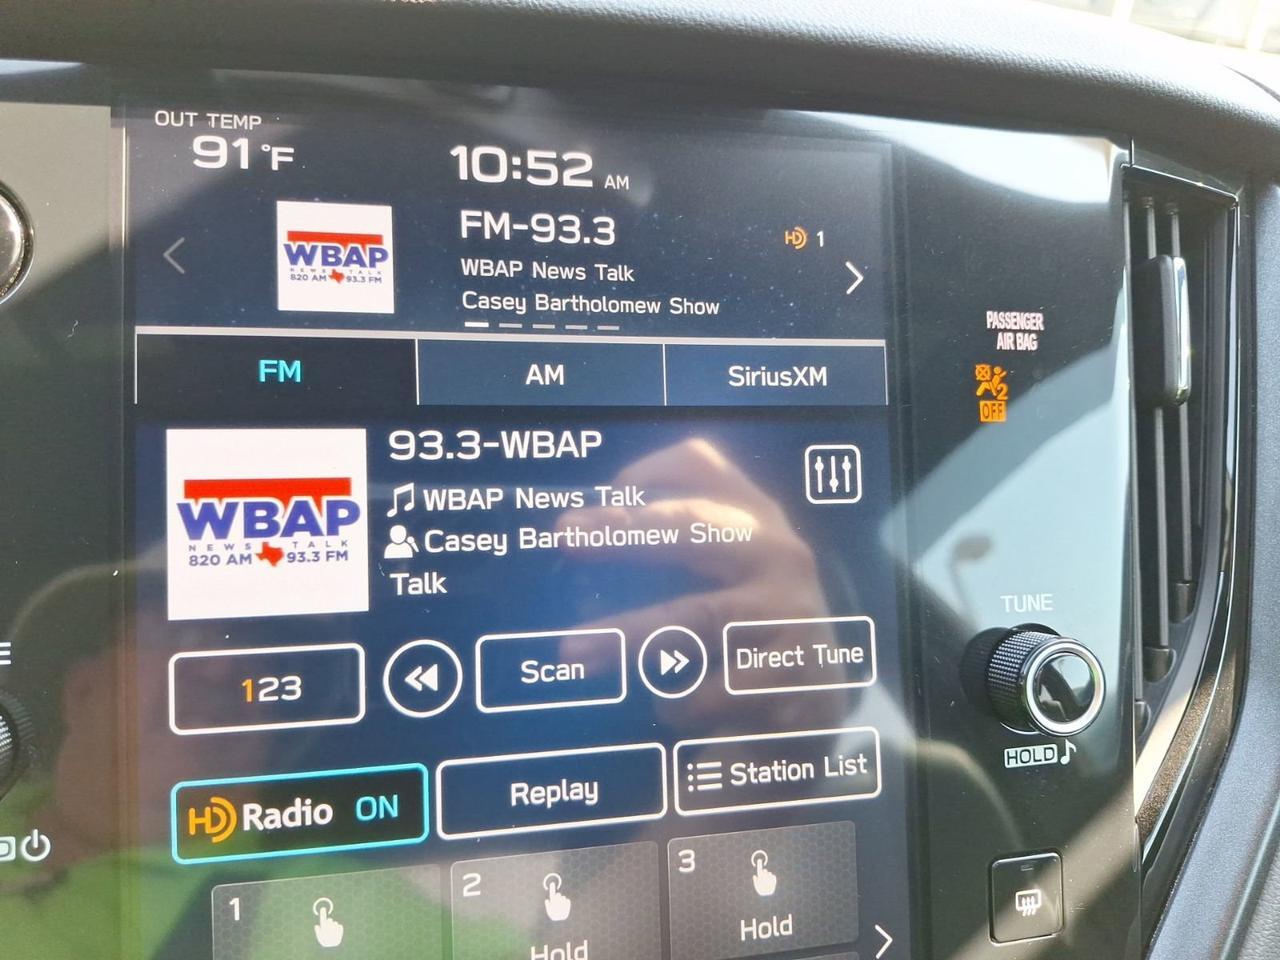 OUT TEMP
91°F
10:52 AM
FM-93.3
HD 1
WBAP News Talk
Casey Bartholomew Show
WBAP
NEWS TALK
820 AM 93.3 FM
FM
AM
SiriusXM
PASSENGER
AIR BAG
2
OFF
93.3-WBAP
WBAP News Talk
Casey Bartholomew Show
Talk
WBAP
NEWS TALK
820 AM 93.3 FM
TUNE
HOLD
123
Scan
Direct Tune
HD Radio ON
Replay
Station List
1
2
Hold
3
Hold